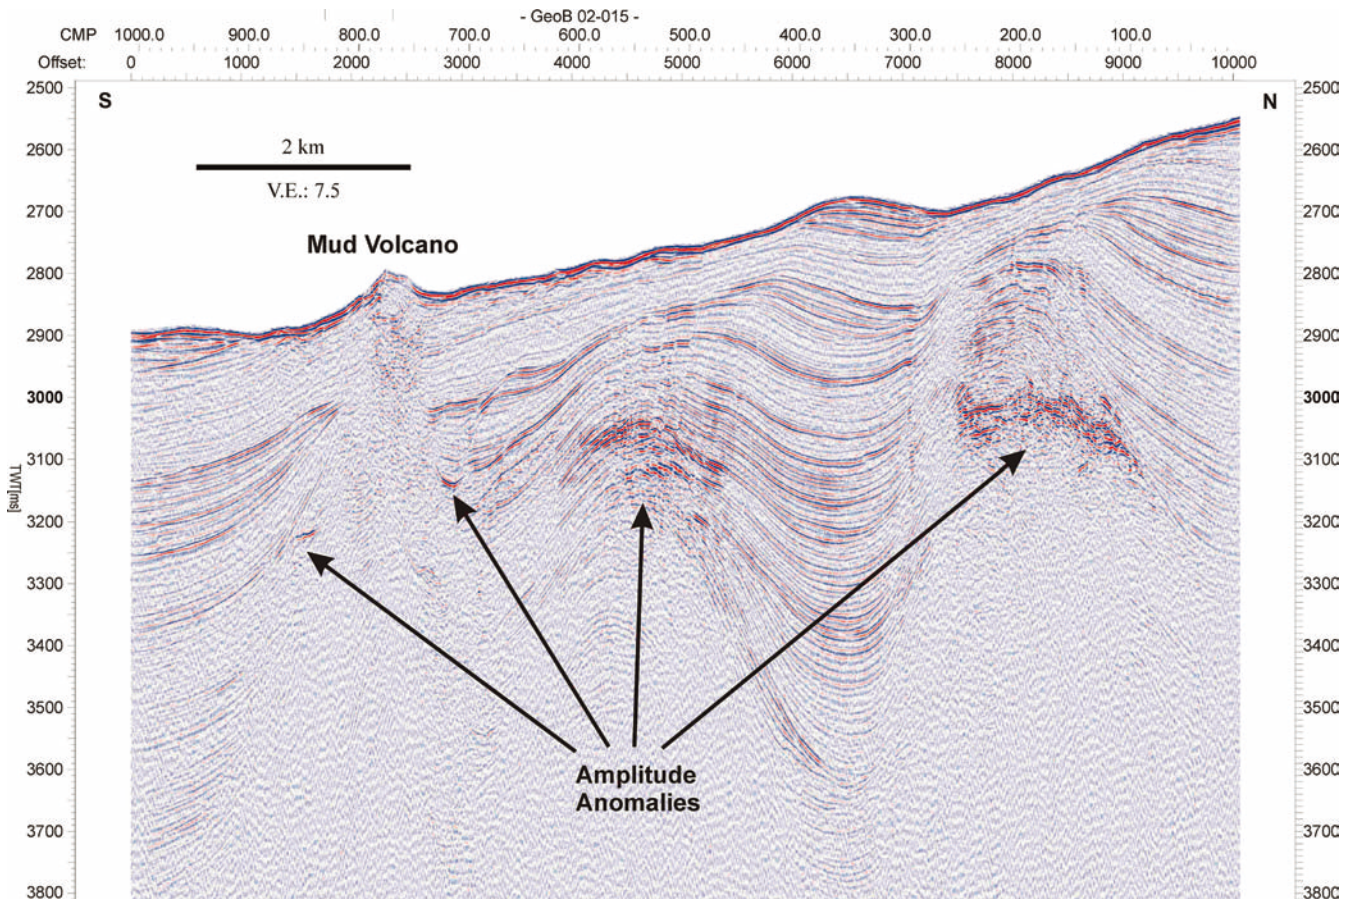 - GeoB 02-015 -
CMP 1000.0 900.0 800.0 700.0 600.0 500.0 400.0 300.0 200.0 100.0
Offset: 0 1000 2000 3000 4000 5000 6000 7000 8000 9000 10000
2500 2500
S N
2600 2600
2 km
V.E.: 7.5
2700 2700
Mud Volcano
2800 2800
2900 2900
3000 3000
3100 3100
TWT[ms]
3200 3200
3300 3300
3400 3400
3500 3500
3600 3600
Amplitude
Anomalies
3700 3700
3800 3800